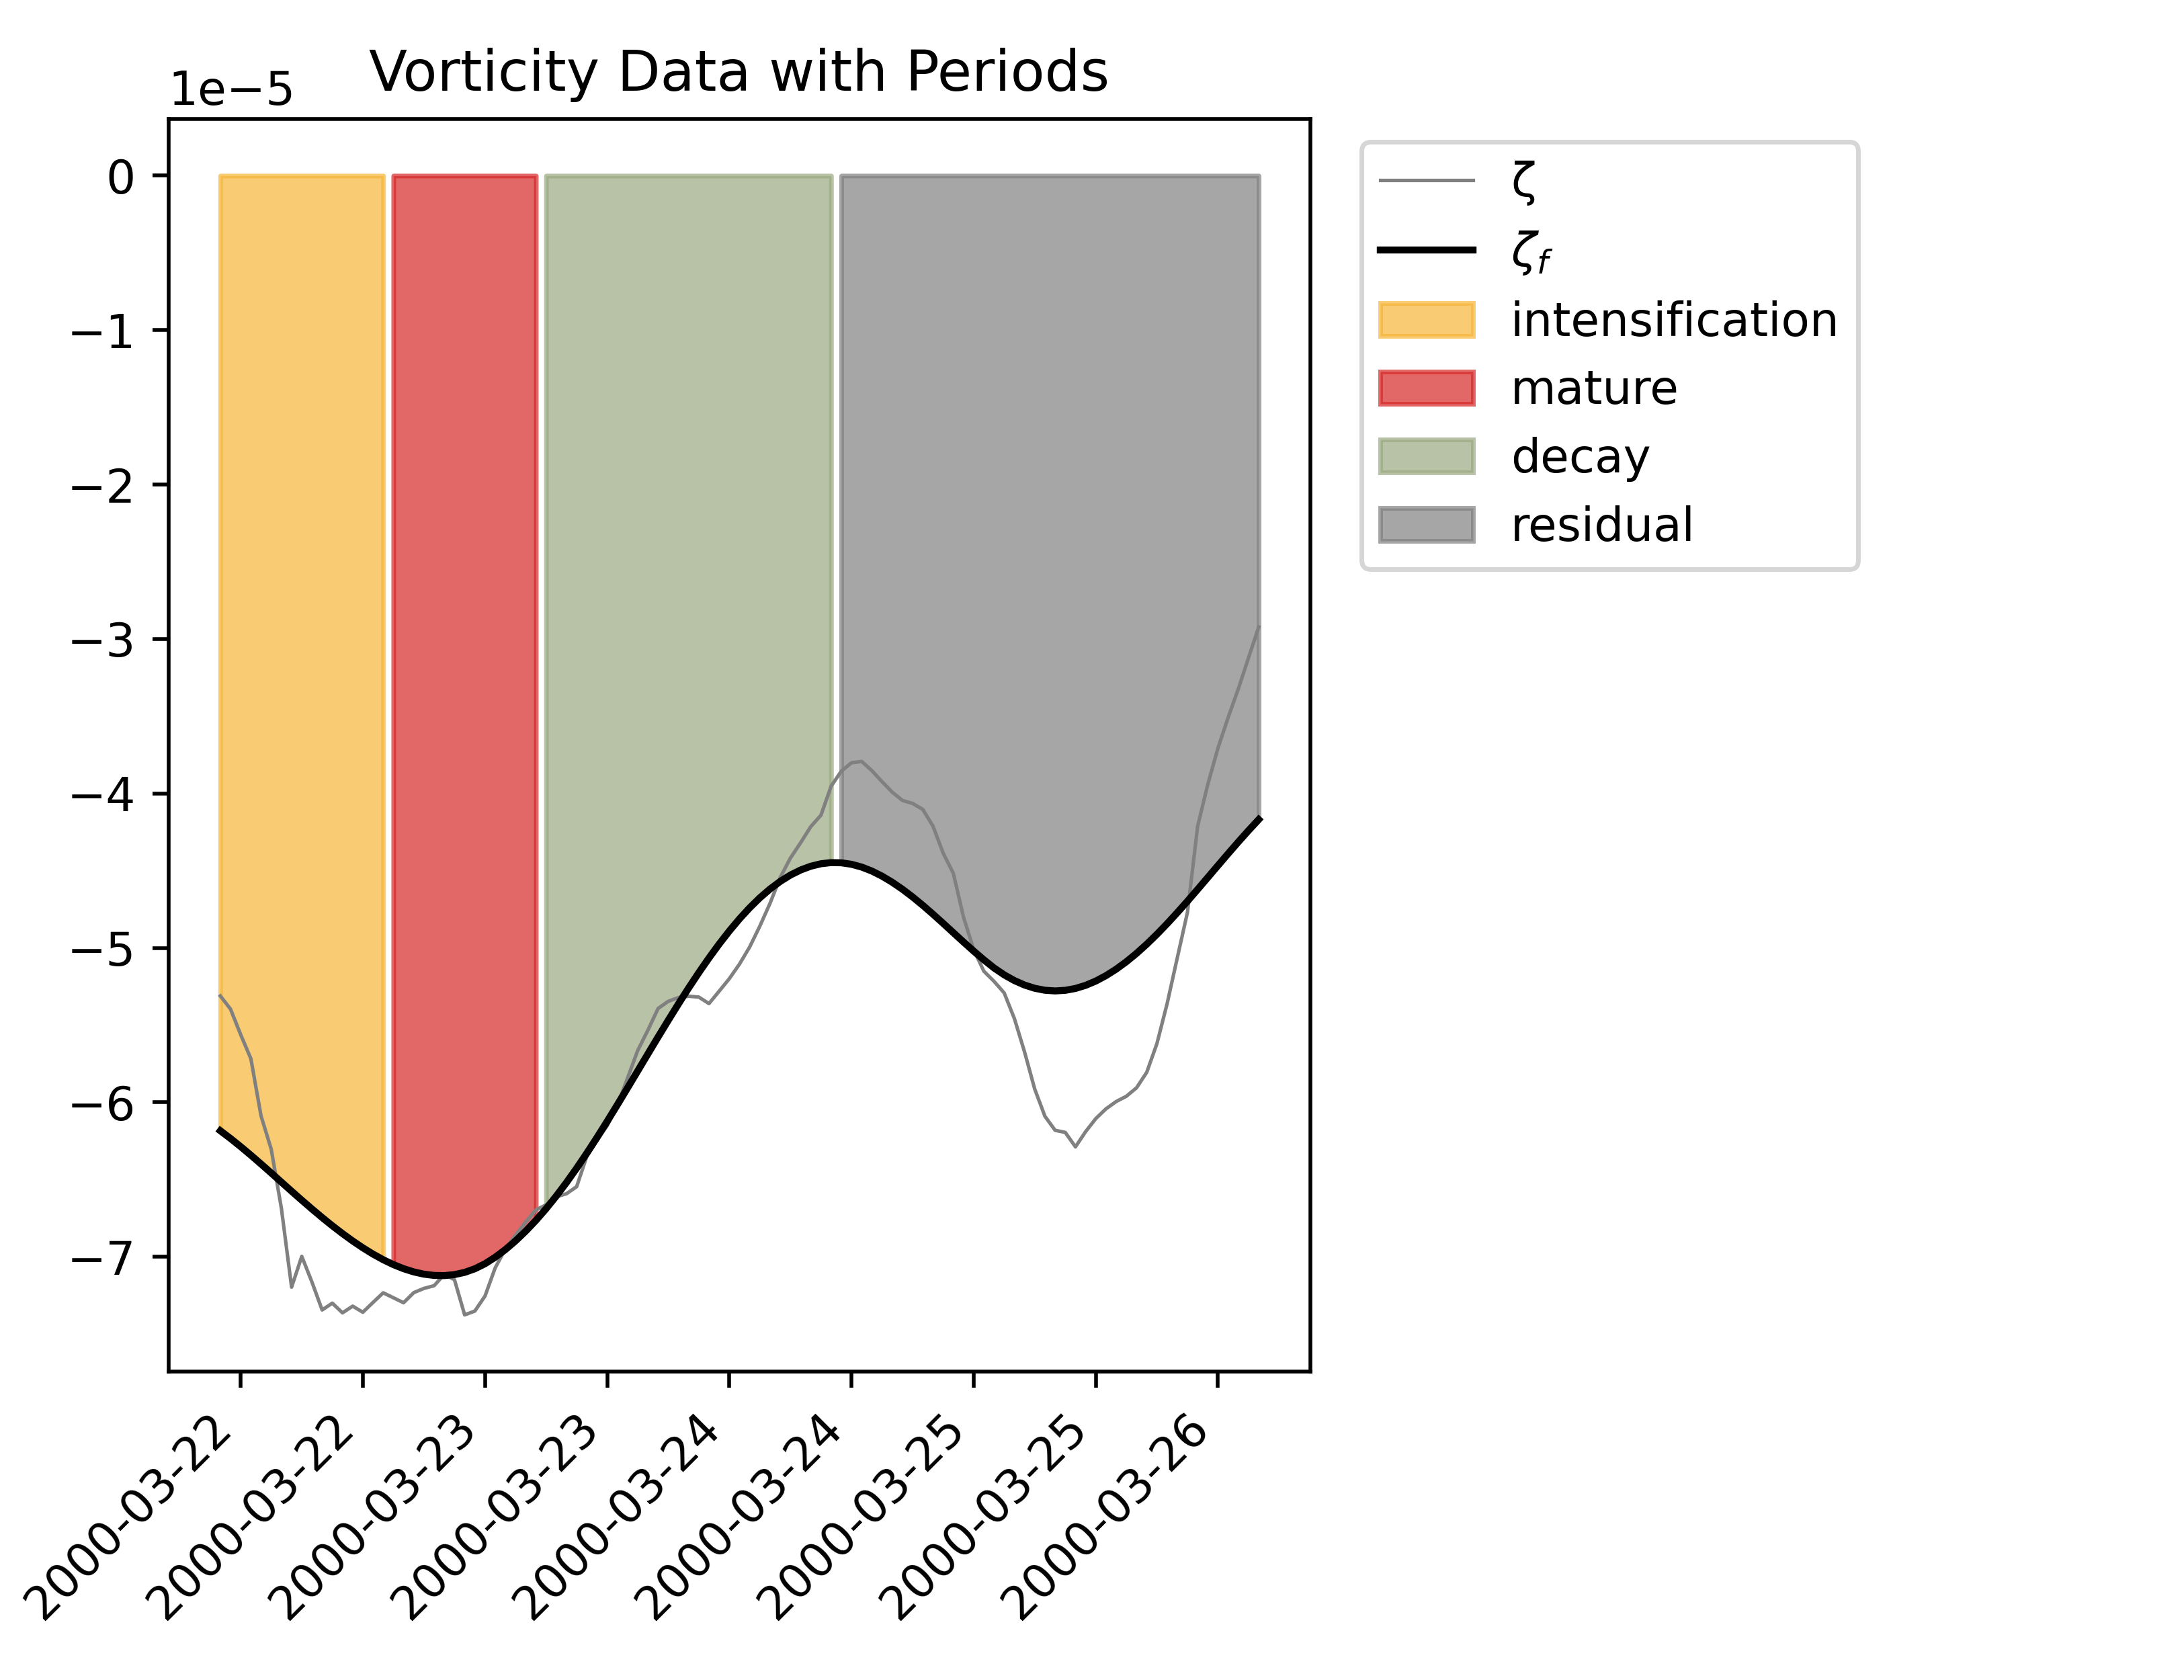 Vorticity Data with Periods
1e−5
0
−1
−2
−3
−4
−5
−6
−7
2000-03-22
2000-03-22
2000-03-23
2000-03-23
2000-03-24
2000-03-24
2000-03-25
2000-03-25
2000-03-26
ζ
ζf
intensification
mature
decay
residual